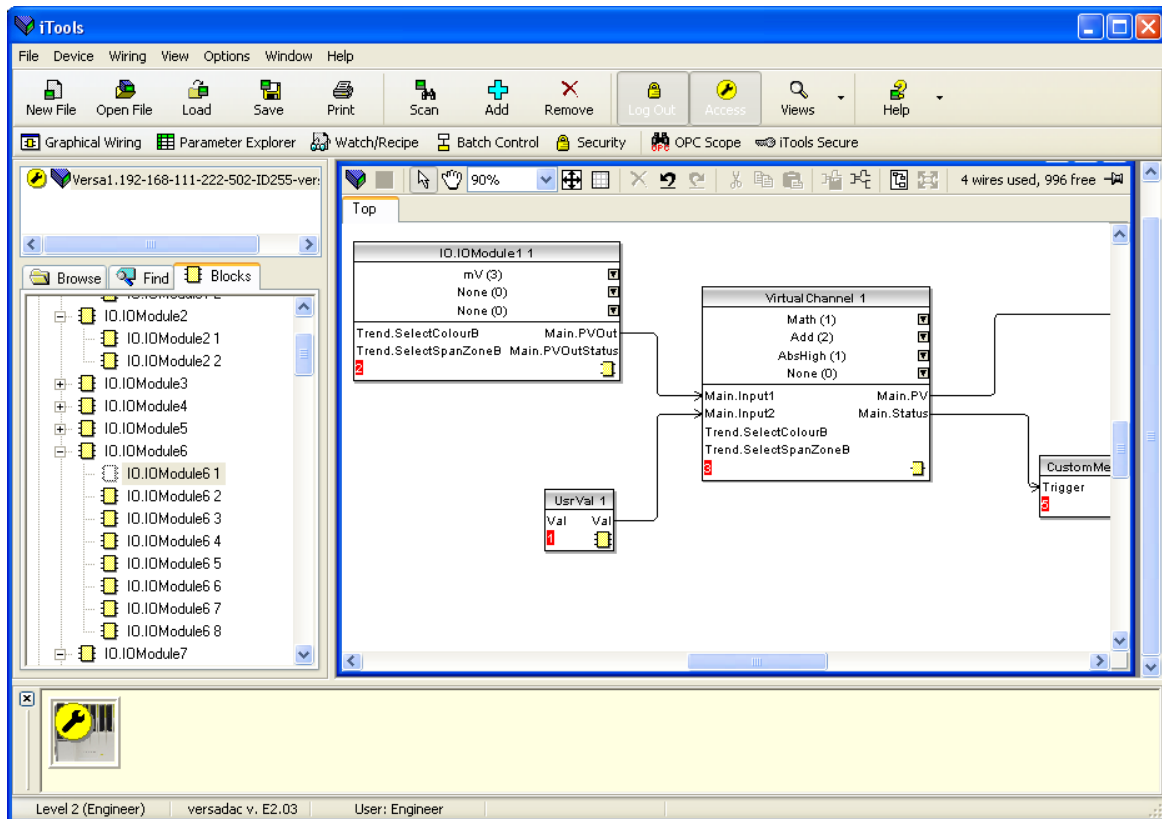 iTools
File Device Wiring View Options Window Help
New File Open File Load Save Print Scan Add Remove Log Out Access Views Help
Graphical Wiring Parameter Explorer Watch/Recipe Batch Control Security OPC Scope iTools Secure
Versa1.192-168-111-222-502-ID255-ver
90% 4 wires used, 996 free
Top
Browse Find Blocks
IO.IOModule2
IO.IOModule2 1
IO.IOModule2 2
IO.IOModule3
IO.IOModule4
IO.IOModule5
IO.IOModule6
IO.IOModule6 1
IO.IOModule6 2
IO.IOModule6 3
IO.IOModule6 4
IO.IOModule6 5
IO.IOModule6 6
IO.IOModule6 7
IO.IOModule6 8
IO.IOModule7
IO.IOModule1 1
mV (3)
None (0)
None (0)
Trend.SelectColourB Main.PVOut
Trend.SelectSpanZoneB Main.PVOutStatus
2
VirtualChannel 1
Math (1)
Add (2)
AbsHigh (1)
None (0)
Main.Input1 Main.PV
Main.Input2 Main.Status
Trend.SelectColourB
Trend.SelectSpanZoneB
3
UsrVal 1
Val Val
1
CustomMe
Trigger
5
Level 2 (Engineer) versadac v. E2.03 User: Engineer